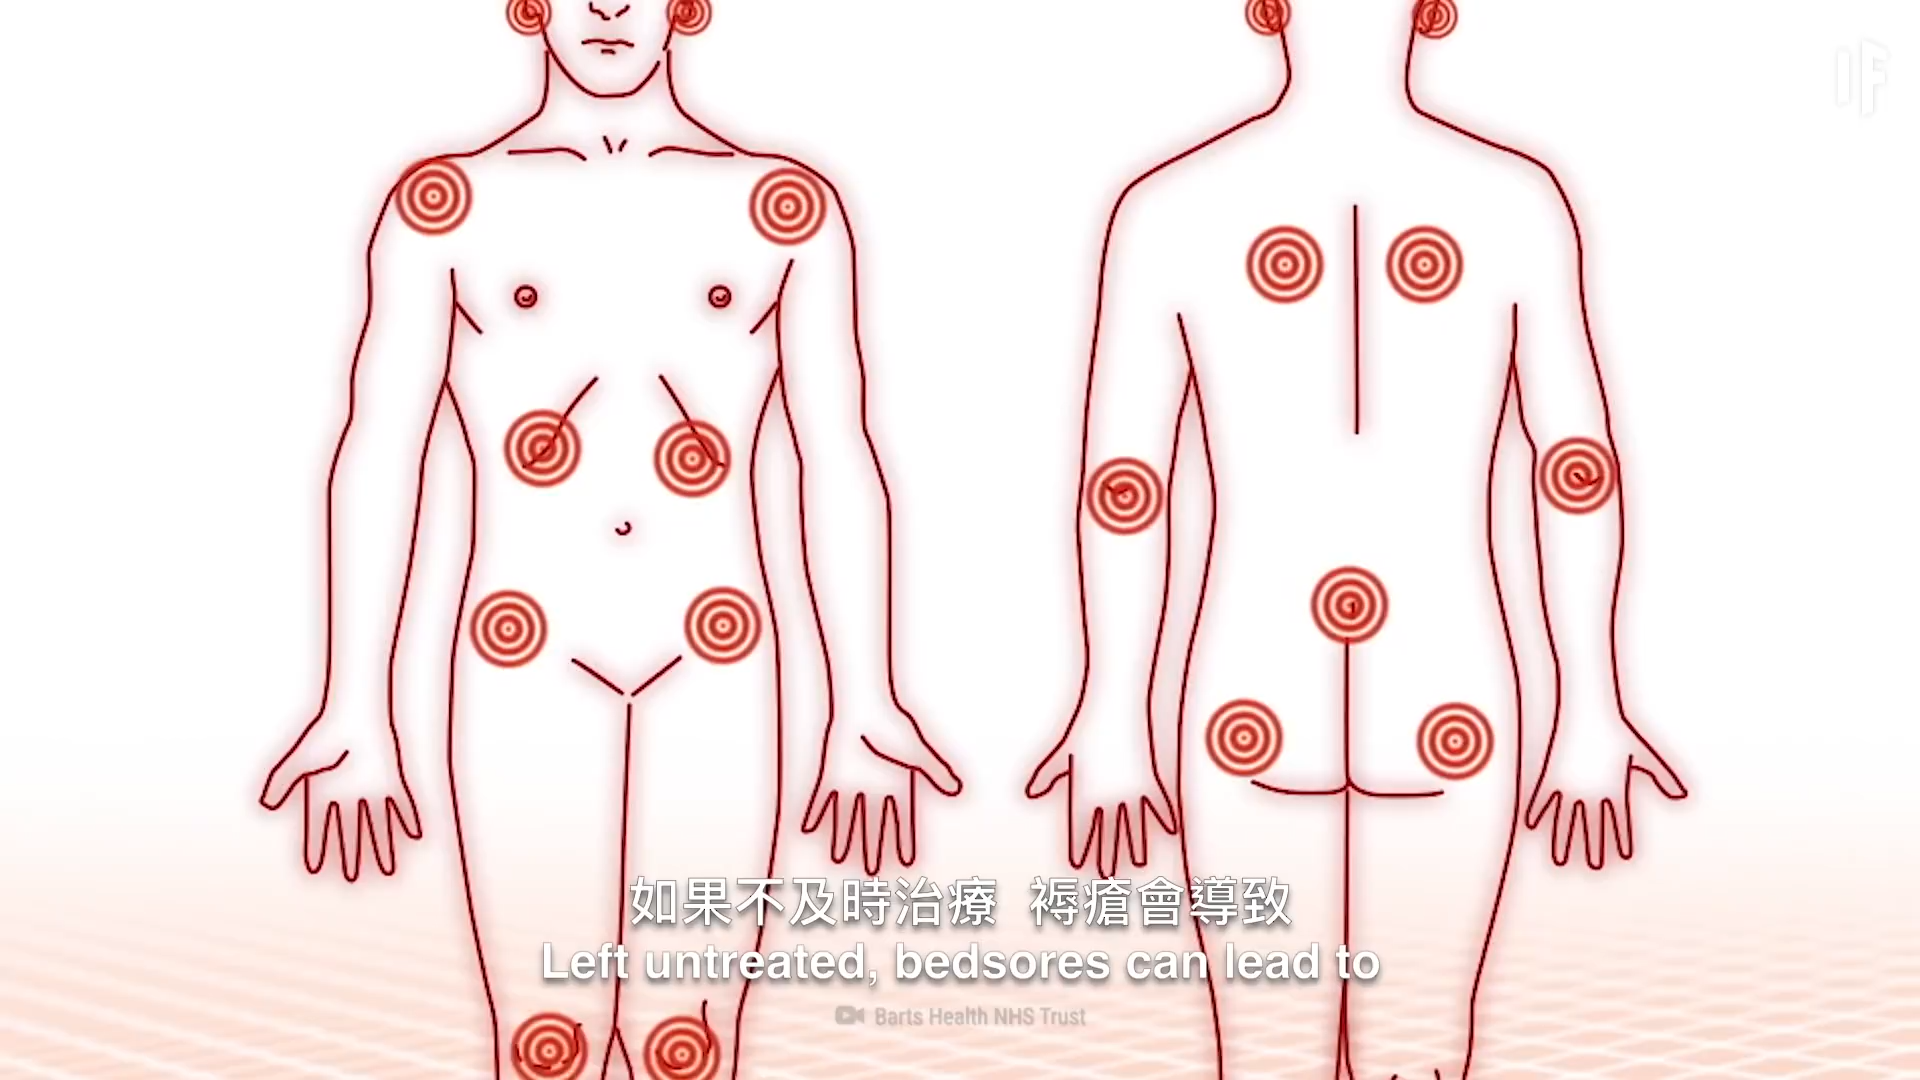 IF
如果不及時治療 褥瘡會導致
Left untreated, bedsores can lead to
Barts Health NHS Trust